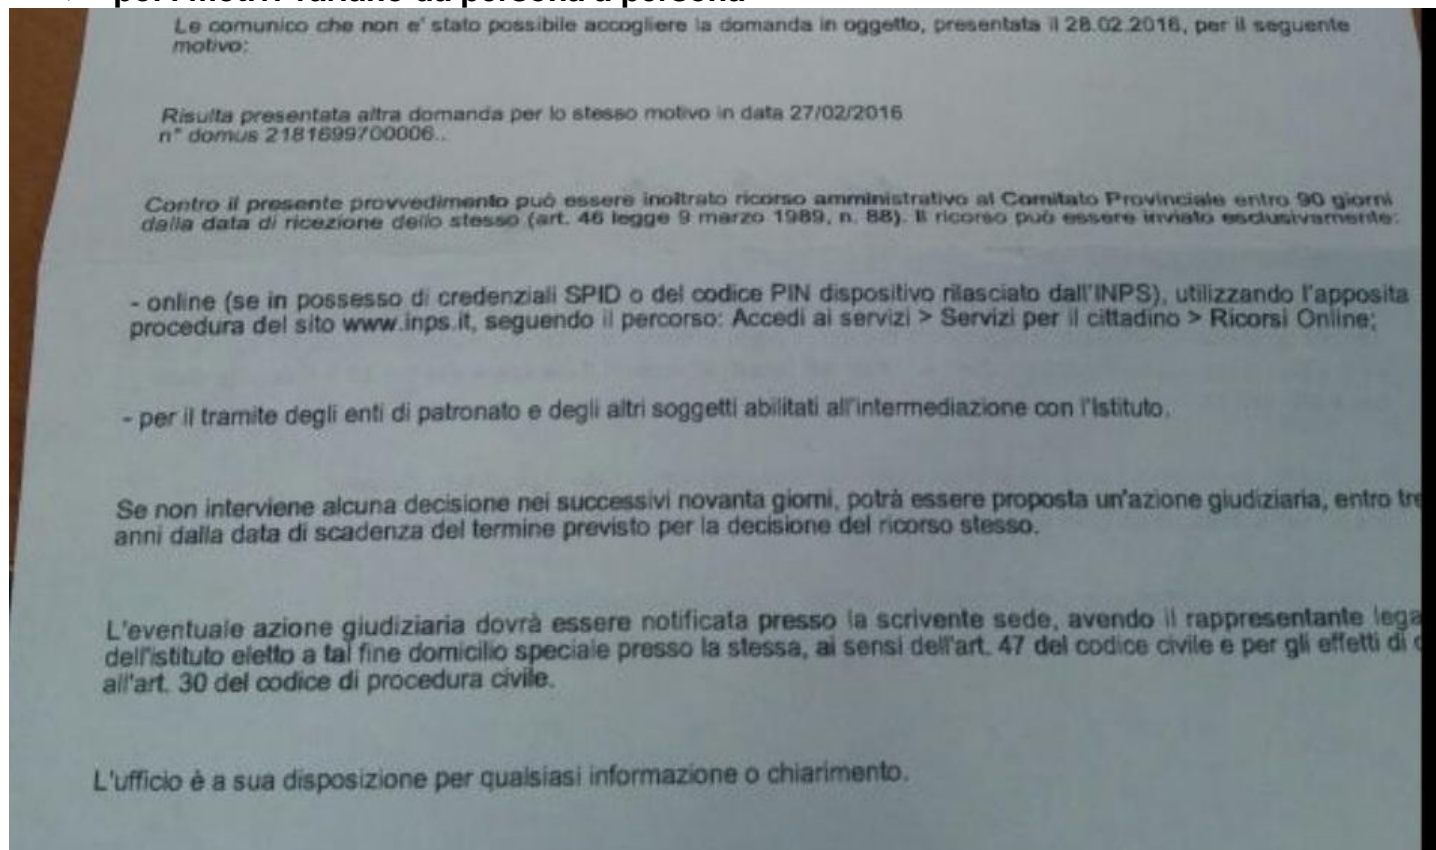 per i motivi variano da persona a persona
Le comunico che non e' stato possibile accogliere la domanda in oggetto, presentata il 28.02.2016, per il seguente
motivo:
Risulta presentata altra domanda per lo stesso motivo in data 27/02/2016
n° domus 2181699700006..
Contro il presente provvedimento può essere inoltrato ricorso amministrativo al Comitato Provinciale entro 90 giorni
dalla data di ricezione dello stesso (art. 46 legge 9 marzo 1989, n. 88). Il ricorso può essere inviato esclusivamente:
- online (se in possesso di credenziali SPID o del codice PIN dispositivo rilasciato dall'INPS), utilizzando l'apposita
procedura del sito www.inps.it, seguendo il percorso: Accedi ai servizi > Servizi per il cittadino > Ricorsi Online;
- per il tramite degli enti di patronato e degli altri soggetti abilitati all'intermediazione con l'Istituto.
Se non interviene alcuna decisione nei successivi novanta giorni, potrà essere proposta un'azione giudiziaria, entro tre
anni dalla data di scadenza del termine previsto per la decisione del ricorso stesso.
L'eventuale azione giudiziaria dovrà essere notificata presso la scrivente sede, avendo il rappresentante lega
dell'istituto eletto a tal fine domicilio speciale presso la stessa, ai sensi dell'art. 47 del codice civile e per gli effetti di
all'art. 30 del codice di procedura civile.
L'ufficio è a sua disposizione per qualsiasi informazione o chiarimento.